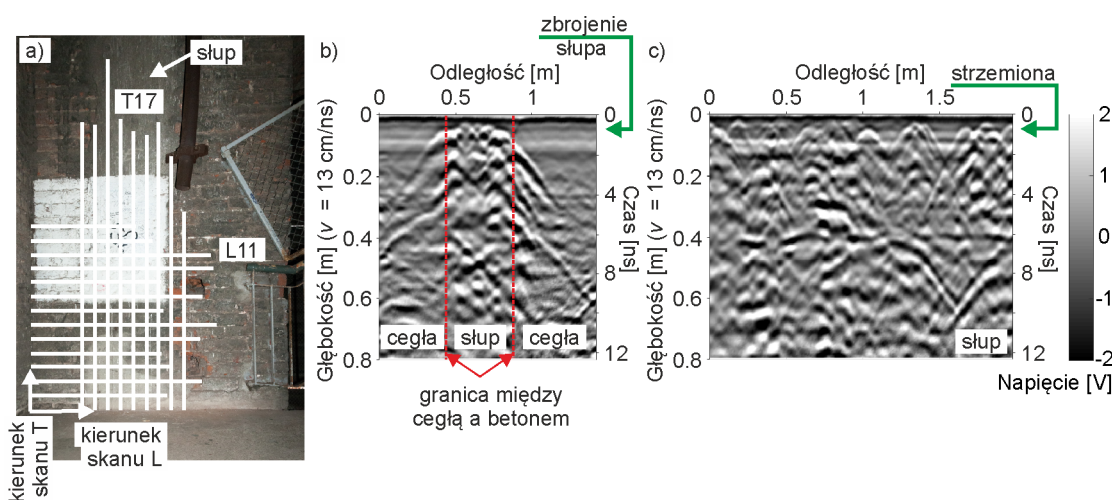 a)
słup
T17
L11
kierunek
skanu T
kierunek
skanu L
b)
zbrojenie
słupa
Odległość [m]
0 0.5 1
0
0.2
0.4
0.6
0.8
Głębokość [m] (v = 13 cm/ns)
0
4
8
12
Czas [ns]
cegła słup cegła
granica między
cegłą a betonem
c)
Odległość [m]
strzemiona
0 0.5 1 1.5
0
0.2
0.4
0.6
0.8
Głębokość [m] (v = 13 cm/ns)
0
4
8
12
Czas [ns]
słup
2
1
0
-1
-2
Napięcie [V]